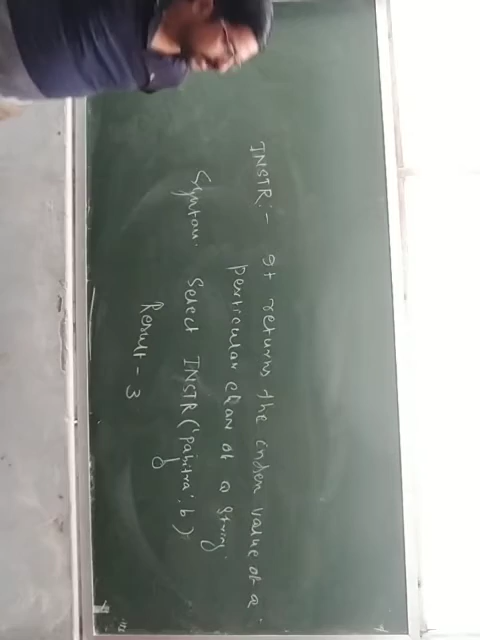 INSTR:- It returns the index value of a
particular char of a string.
Syntax: Select INSTR('Pabitra', b)
Result - 3